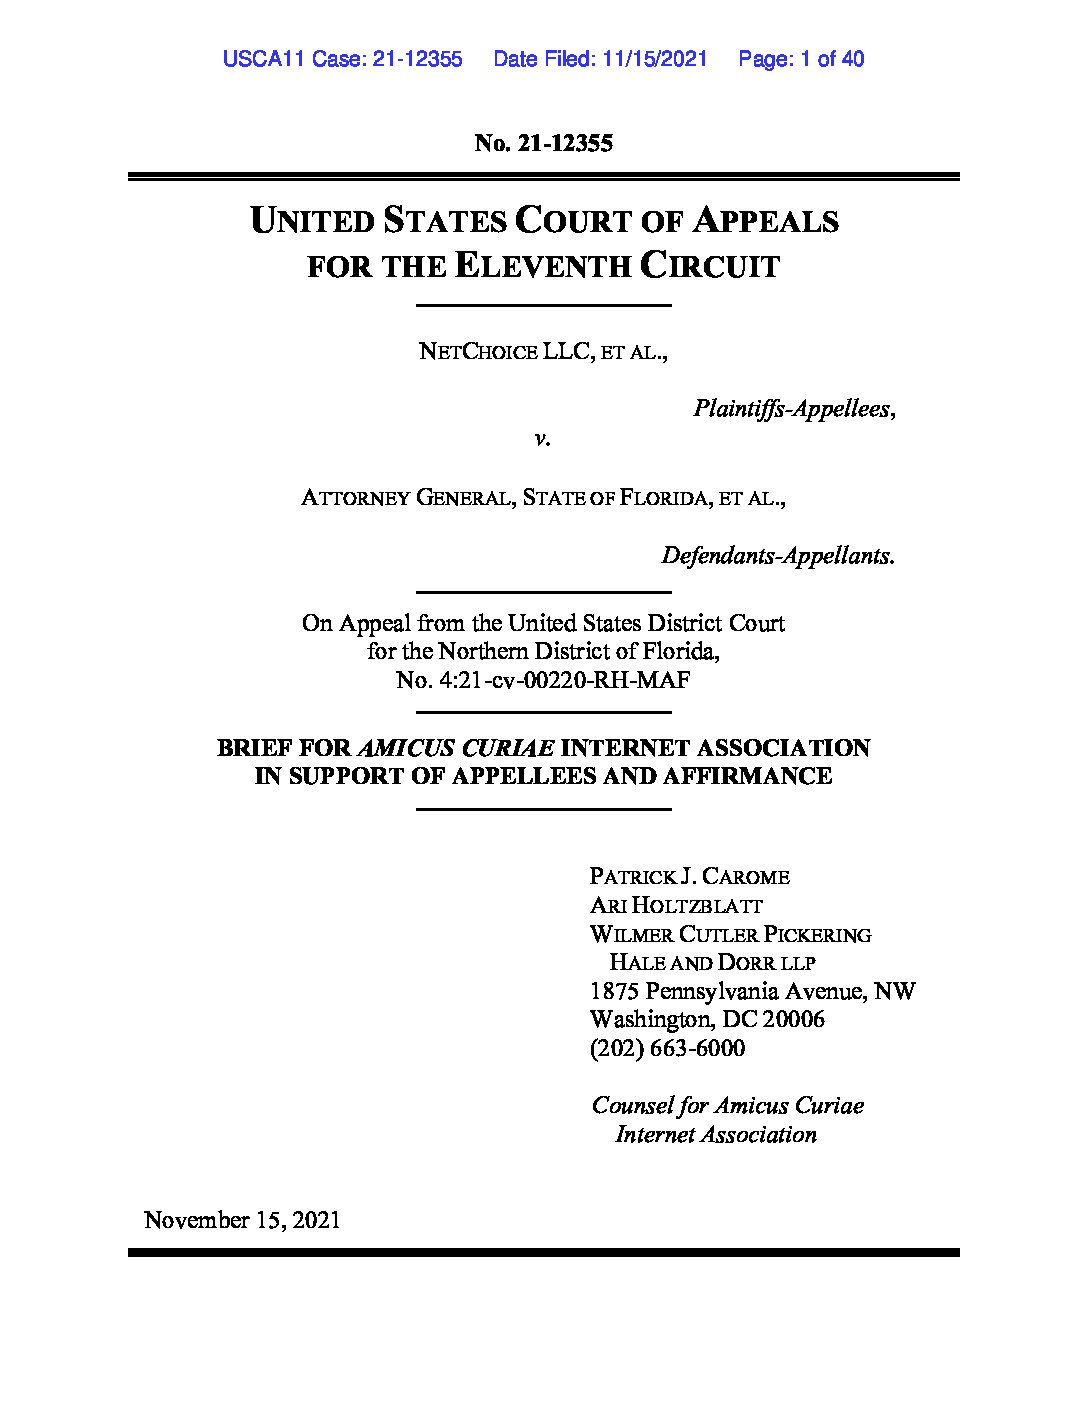 USCA11 Case: 21-12355 Date Filed: 11/15/2021 Page: 1 of 40
No. 21-12355
UNITED STATES COURT OF APPEALS
FOR THE ELEVENTH CIRCUIT
NETCHOICE LLC, ET AL.,
Plaintiffs-Appellees,
v.
ATTORNEY GENERAL, STATE OF FLORIDA, ET AL.,
Defendants-Appellants.
On Appeal from the United States District Court
for the Northern District of Florida,
No. 4:21-cv-00220-RH-MAF
BRIEF FOR AMICUS CURIAE INTERNET ASSOCIATION
IN SUPPORT OF APPELLEES AND AFFIRMANCE
PATRICK J. CAROME
ARI HOLTZBLATT
WILMER CUTLER PICKERING
HALE AND DORR LLP
1875 Pennsylvania Avenue, NW
Washington, DC 20006
(202) 663-6000
Counsel for Amicus Curiae
Internet Association
November 15, 2021